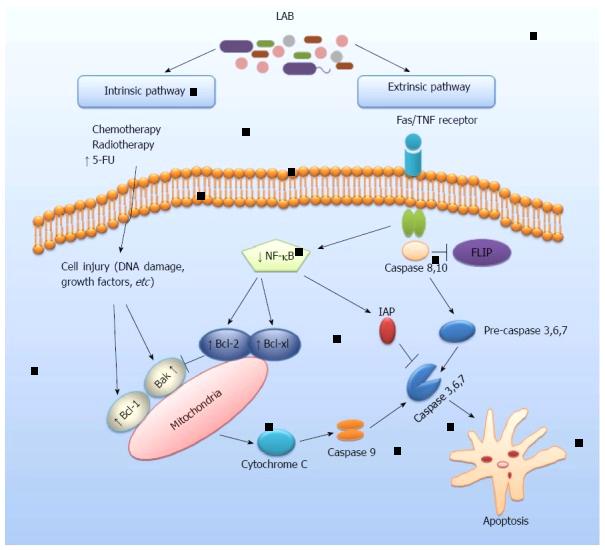 LAB
Intrinsic pathway
Extrinsic pathway
Fas/TNF receptor
Chemotherapy
Radiotherapy
↑ 5-FU
Cell injury (DNA damage,
growth factors, etc)
↓ NF-κB
FLIP
Caspase 8,10
IAP
Pre-caspase 3,6,7
↑ Bcl-2
↑ Bcl-xl
Bak ↑
↑ Bcl-1
Mitochondria
Caspase 3,6,7
Cytochrome C
Caspase 9
Apoptosis